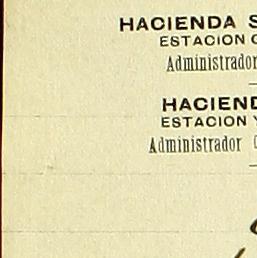 HACIENDA S
ESTACION
Administrador
HACIEND
ESTACION Y
Administrador